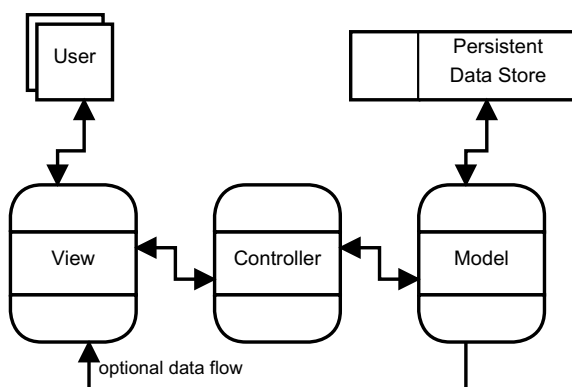 User
Persistent
Data Store
View
Controller
Model
optional data flow